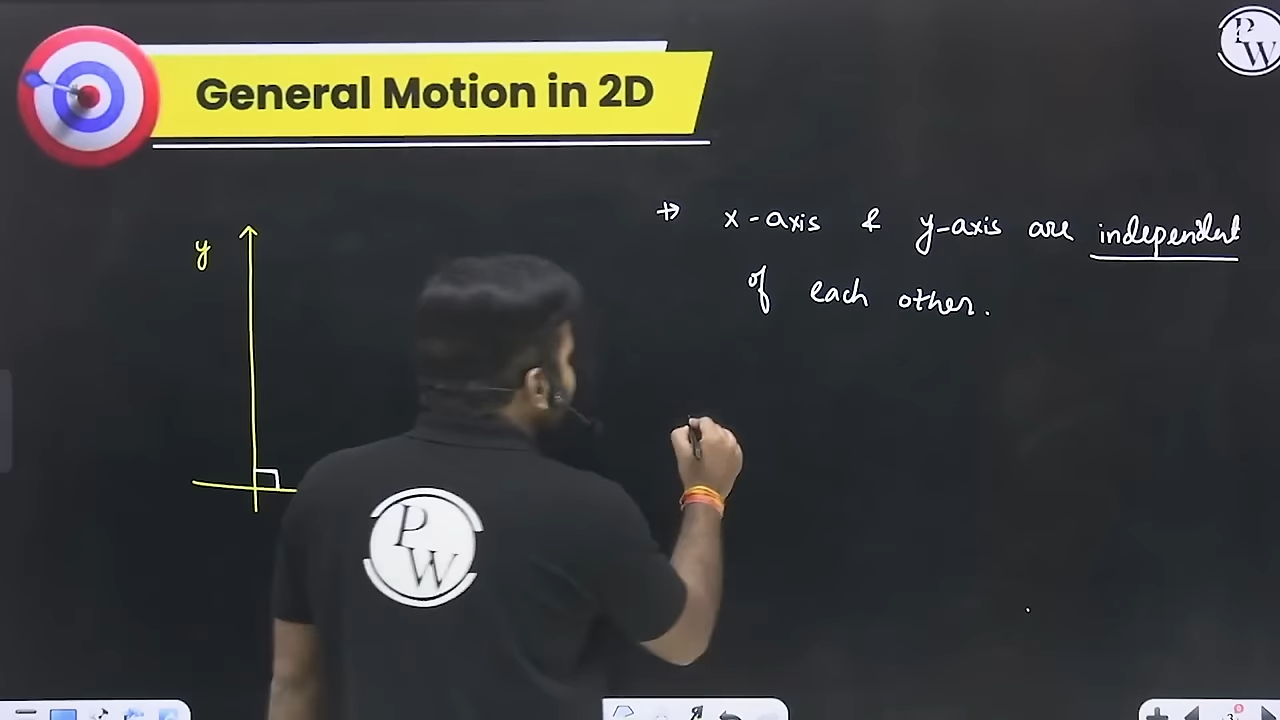 PW
General Motion in 2D
→ x-axis & y-axis are independent
of each other.
y
PW